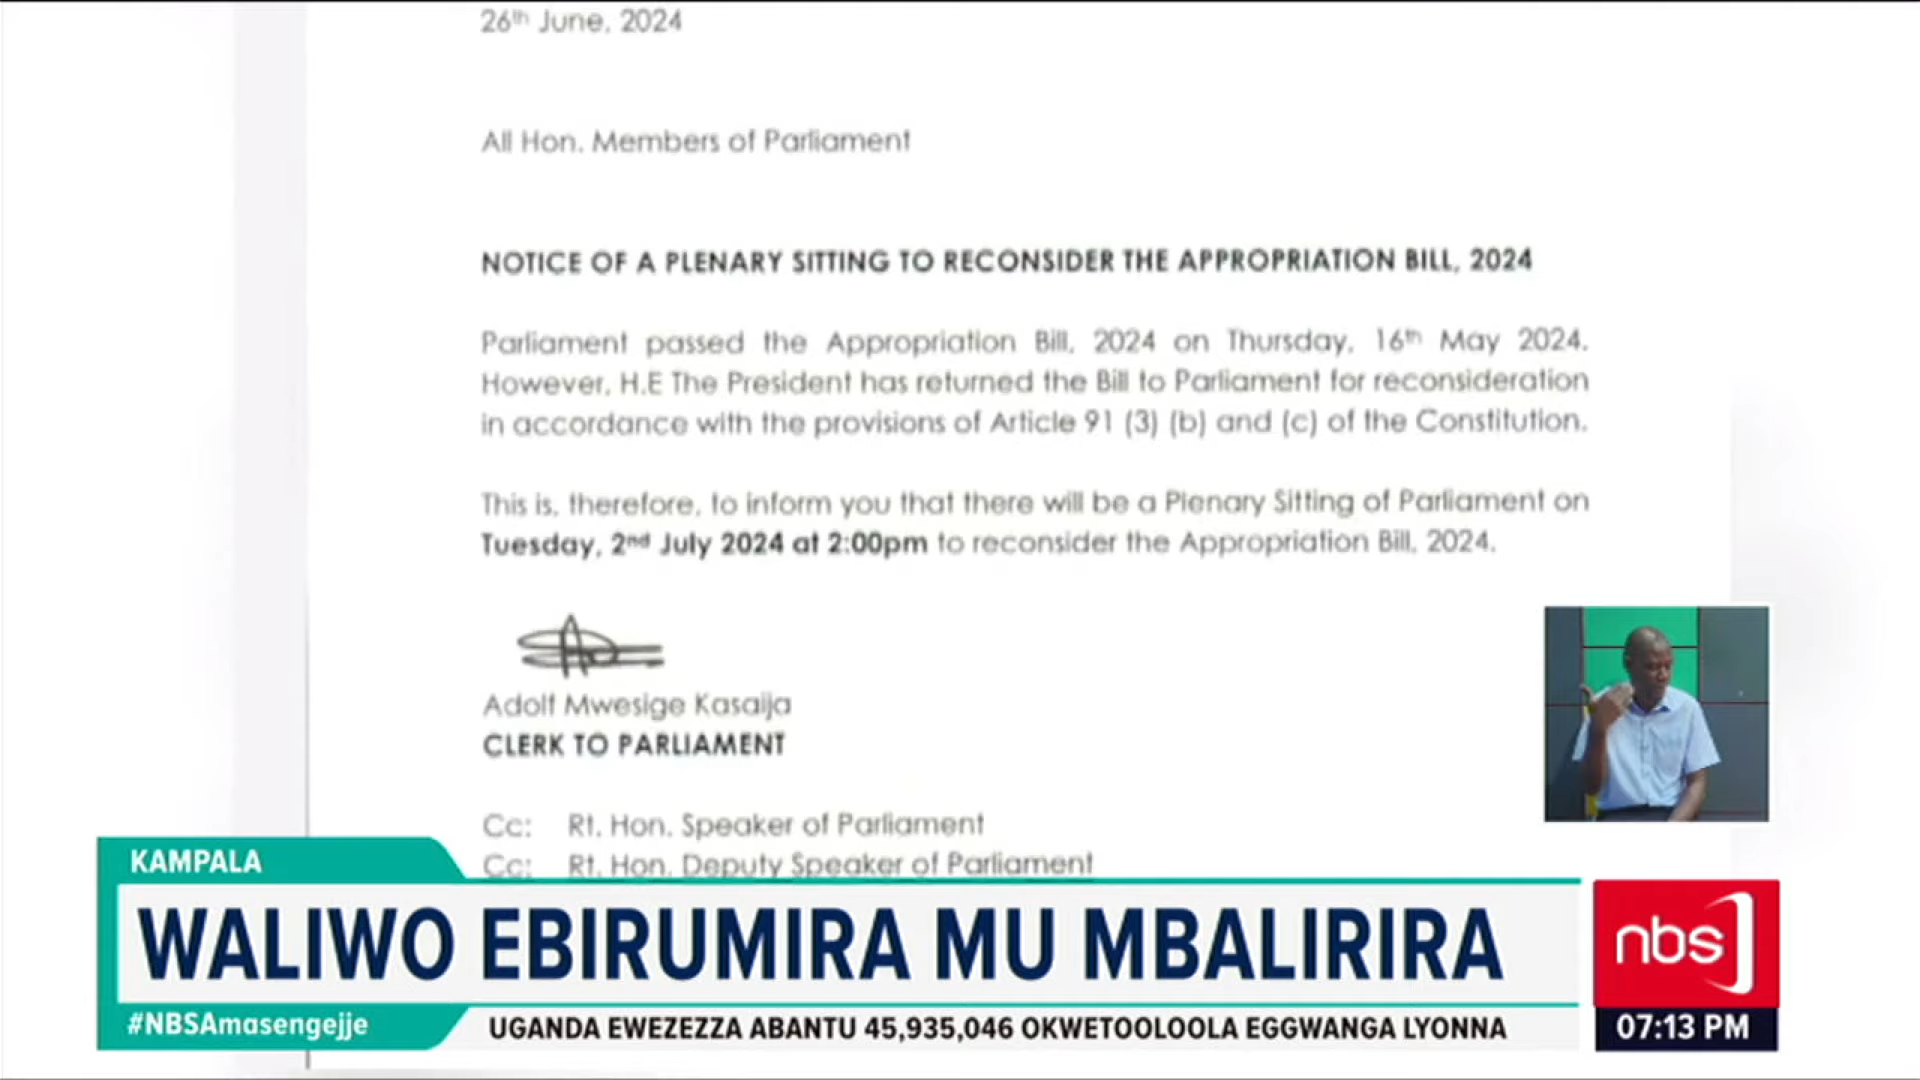 26th June, 2024
All Hon. Members of Parliament
NOTICE OF A PLENARY SITTING TO RECONSIDER THE APPROPRIATION BILL, 2024
Parliament passed the Appropriation Bill, 2024 on Thursday, 16th May 2024.
However, H.E The President has returned the Bill to Parliament for reconsideration
in accordance with the provisions of Article 91 (3) (b) and (c) of the Constitution.
This is, therefore, to inform you that there will be a Plenary Sitting of Parliament on
Tuesday, 2nd July 2024 at 2:00pm to reconsider the Appropriation Bill, 2024.
Adolf Mwesige Kasaija
CLERK TO PARLIAMENT
Cc: Rt. Hon. Speaker of Parliament
Cc: Rt. Hon. Deputy Speaker of Parliament
KAMPALA
WALIWO EBIRUMIRA MU MBALIRIRA
nbs
#NBSAmasengejje
UGANDA EWEZEZZA ABANTU 45,935,046 OKWETOOLOOLA EGGWANGA LYONNA
07:13 PM